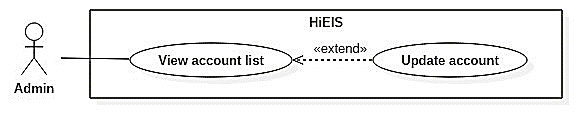 HiEIS
View account list
«extend»
Update account
Admin